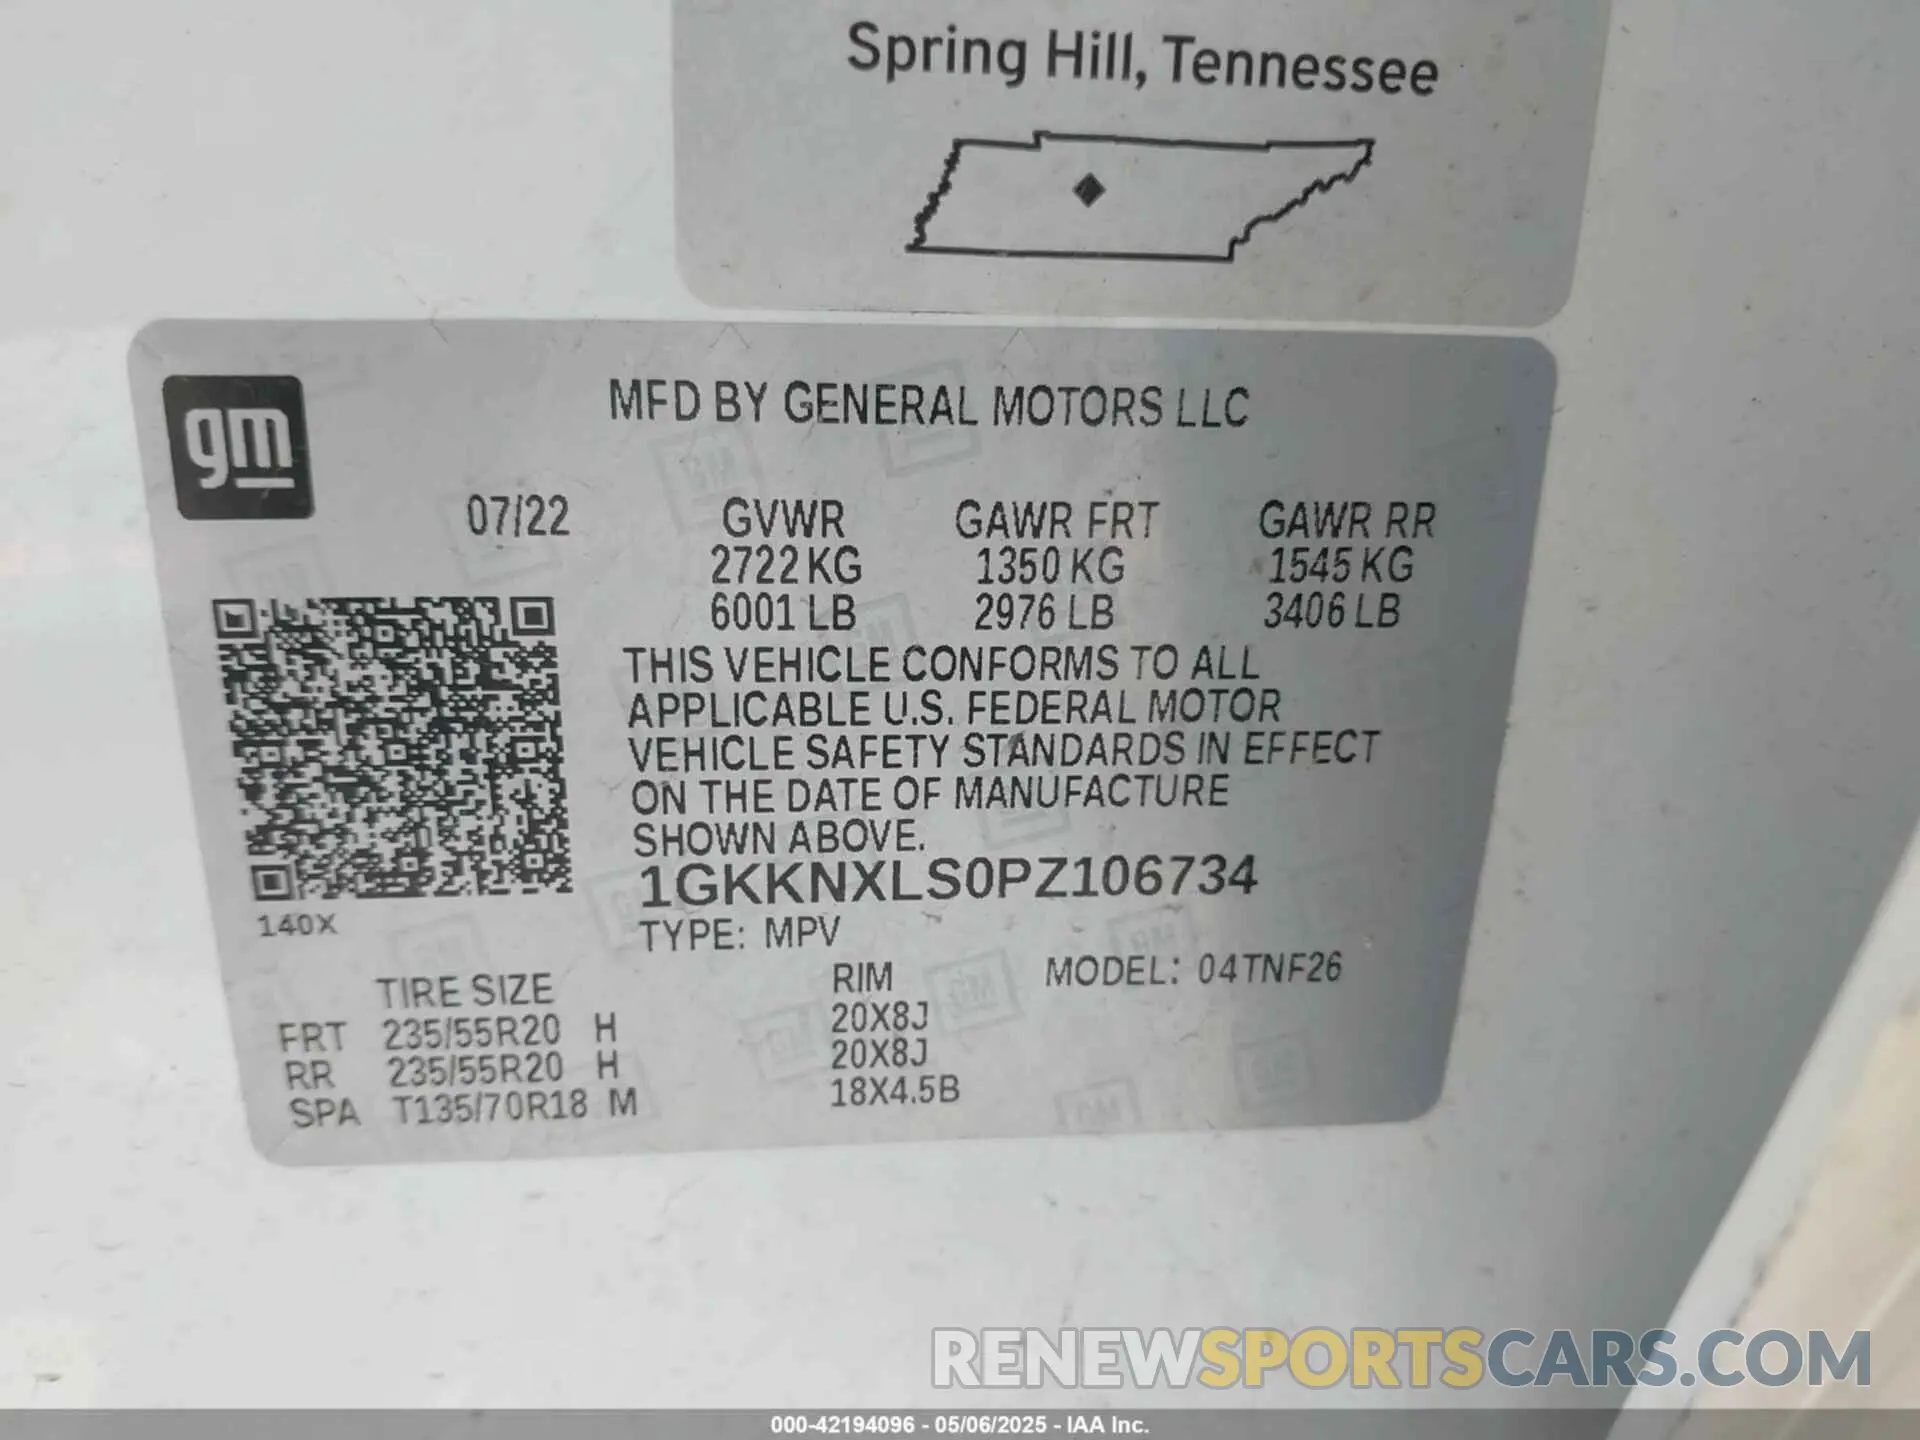 Spring Hill, Tennessee
gm
MFD BY GENERAL MOTORS LLC
07/22 GVWR GAWR FRT GAWR RR
2722 KG 1350 KG 1545 KG
6001 LB 2976 LB 3406 LB
THIS VEHICLE CONFORMS TO ALL
APPLICABLE U.S. FEDERAL MOTOR
VEHICLE SAFETY STANDARDS IN EFFECT
ON THE DATE OF MANUFACTURE
SHOWN ABOVE.
1GKKNXLS0PZ106734
140X
TYPE: MPV
TIRE SIZE RIM MODEL: 04TNF26
FRT 235/55R20 H 20X8J
RR 235/55R20 H 20X8J
SPA T135/70R18 M 18X4.5B
RENEWSPORTSCARS.COM
000-42194096 - 05/06/2025 - IAA Inc.